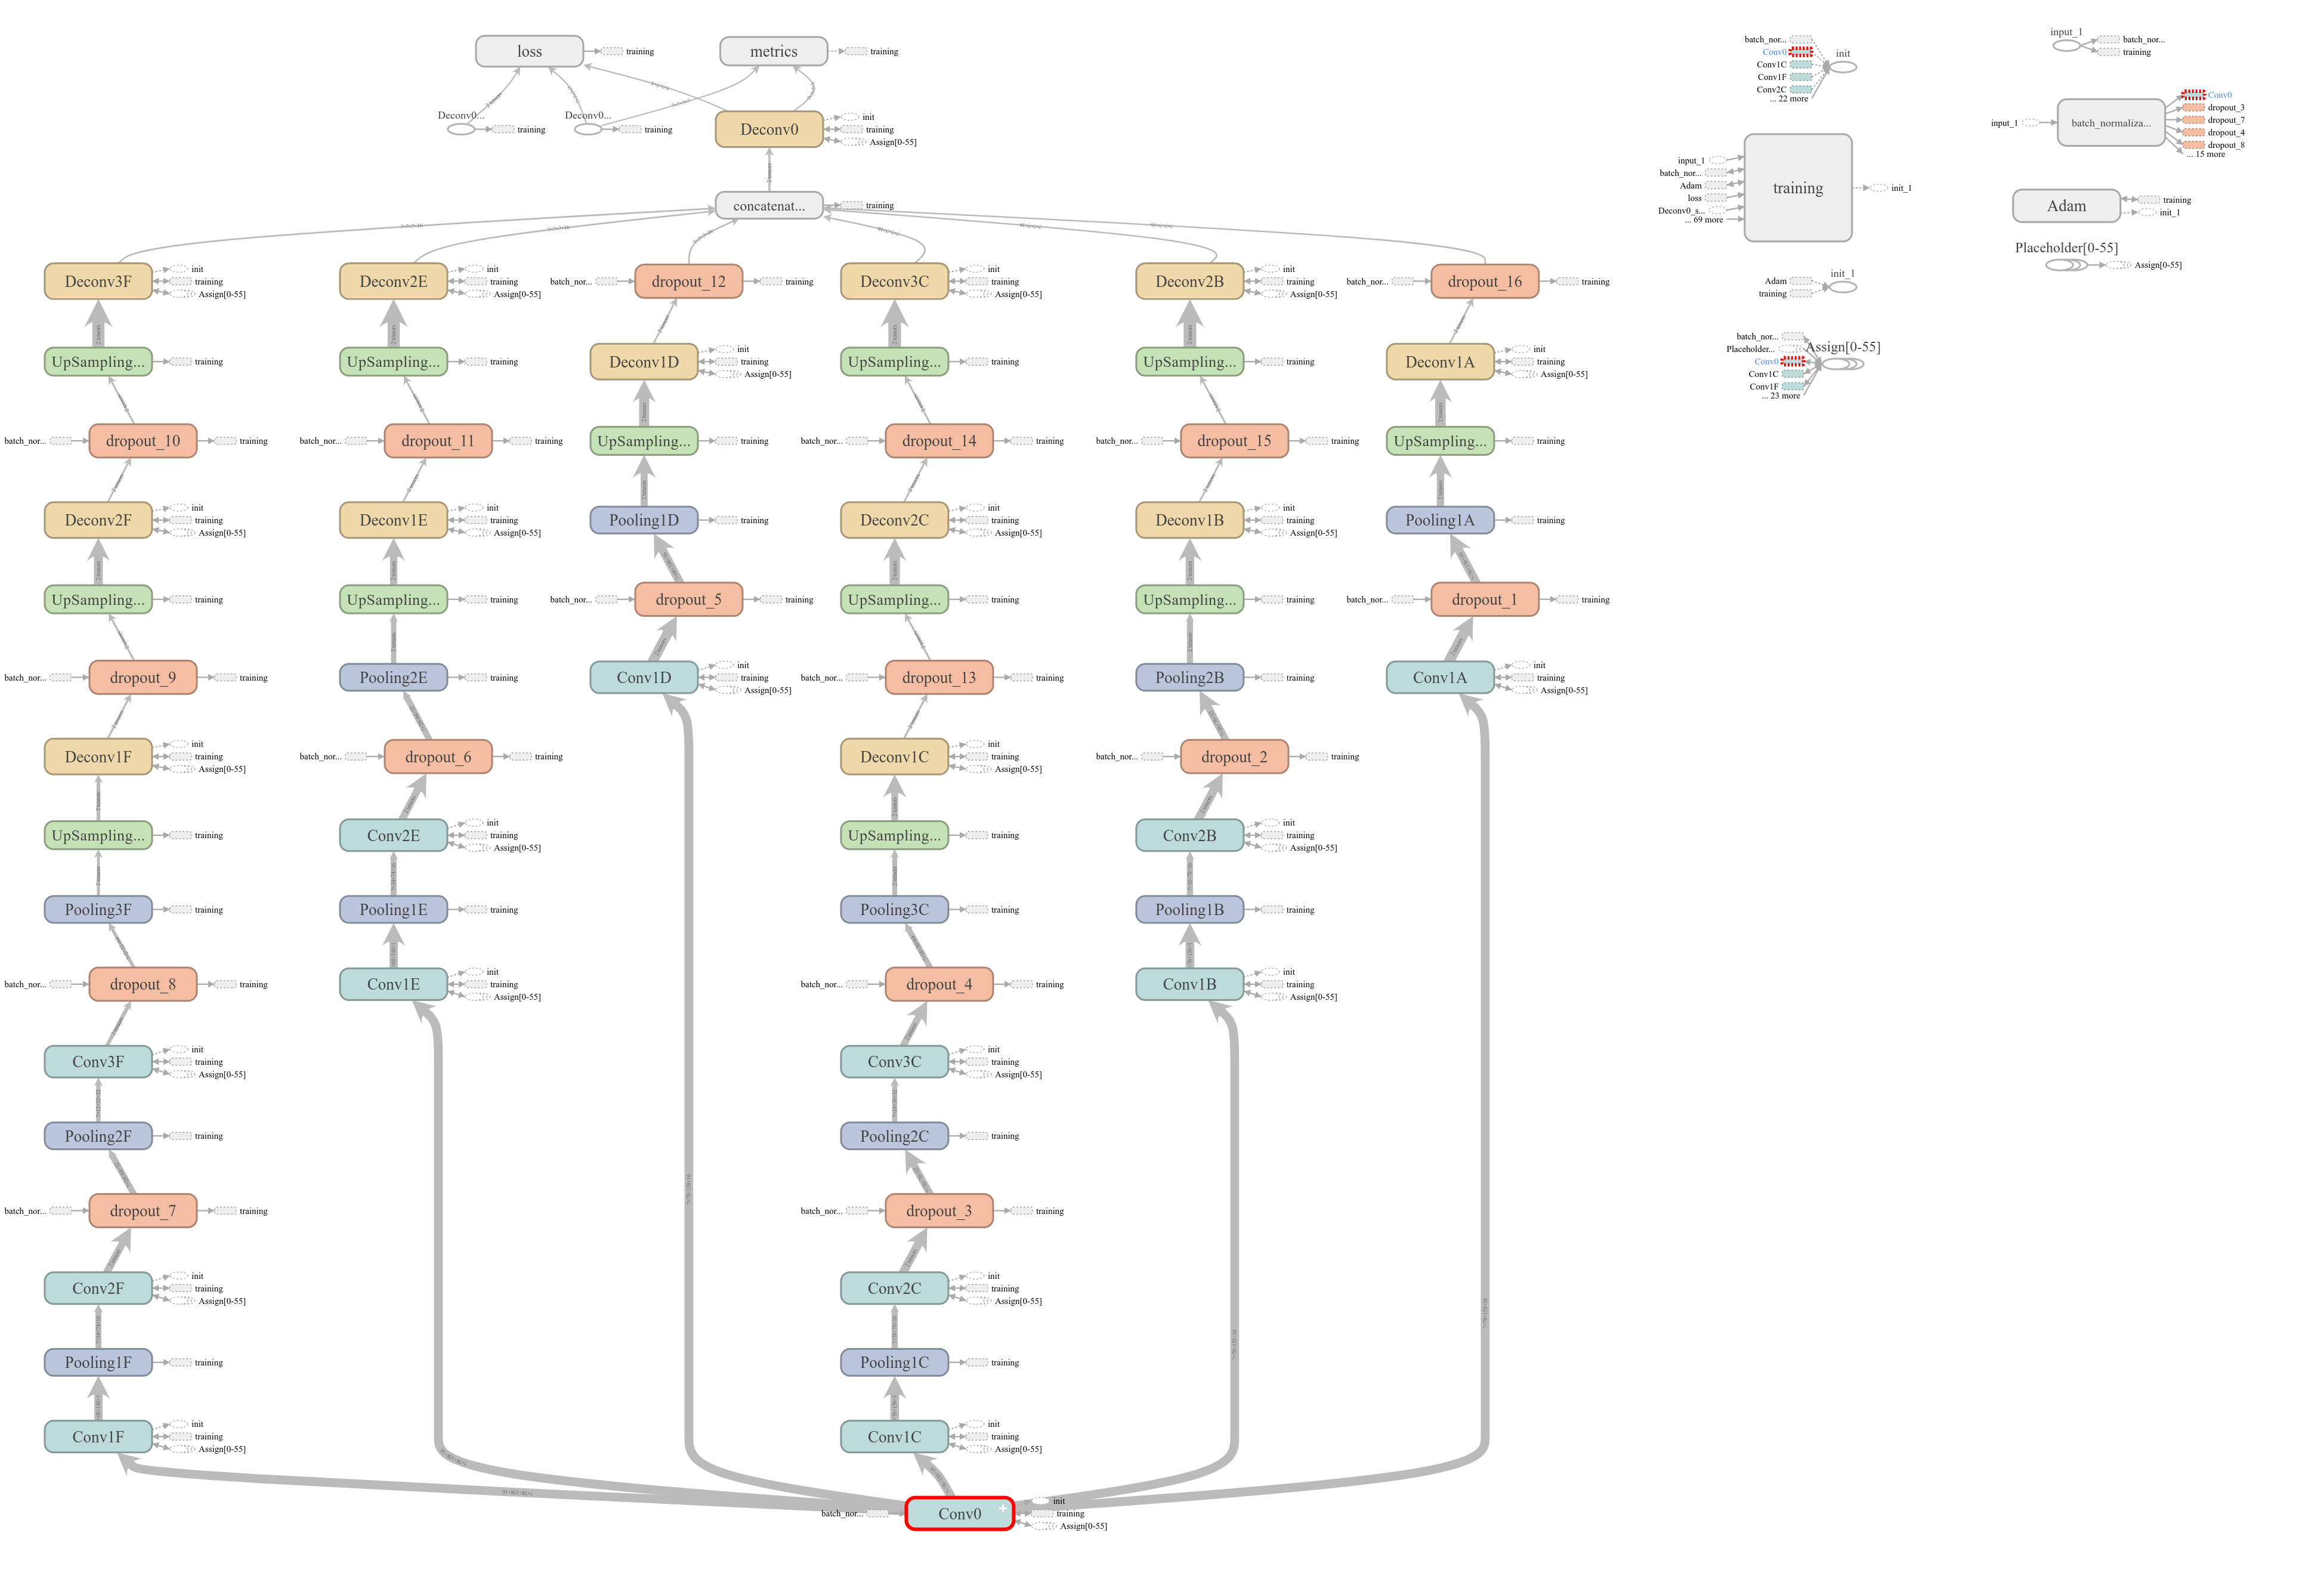 loss
training
metrics
training
Deconv0...
training
Deconv0...
training
Deconv0
init
training
Assign[0-55]
concatenat...
training
Deconv3F
init
training
Assign[0-55]
UpSampling...
training
batch_nor...
dropout_10
training
Deconv2F
init
training
Assign[0-55]
UpSampling...
training
batch_nor...
dropout_9
training
Deconv1F
init
training
Assign[0-55]
UpSampling...
training
Pooling3F
training
batch_nor...
dropout_8
training
Conv3F
init
training
Assign[0-55]
Pooling2F
training
batch_nor...
dropout_7
training
Conv2F
init
training
Assign[0-55]
Pooling1F
training
Conv1F
init
training
Assign[0-55]
Deconv2E
init
training
Assign[0-55]
UpSampling...
training
batch_nor...
dropout_11
training
Deconv1E
init
training
Assign[0-55]
UpSampling...
training
Pooling2E
training
batch_nor...
dropout_6
training
Conv2E
init
training
Assign[0-55]
Pooling1E
training
Conv1E
init
training
Assign[0-55]
batch_nor...
dropout_12
training
Deconv1D
init
training
Assign[0-55]
UpSampling...
training
Pooling1D
training
batch_nor...
dropout_5
training
Conv1D
init
training
Assign[0-55]
Deconv3C
init
training
Assign[0-55]
UpSampling...
training
batch_nor...
dropout_14
training
Deconv2C
init
training
Assign[0-55]
UpSampling...
training
batch_nor...
dropout_13
training
Deconv1C
init
training
Assign[0-55]
UpSampling...
training
Pooling3C
training
batch_nor...
dropout_4
training
Conv3C
init
training
Assign[0-55]
Pooling2C
training
batch_nor...
dropout_3
training
Conv2C
init
training
Assign[0-55]
Pooling1C
training
Conv1C
init
training
Assign[0-55]
Deconv2B
init
training
Assign[0-55]
UpSampling...
training
batch_nor...
dropout_15
training
Deconv1B
init
training
Assign[0-55]
UpSampling...
training
Pooling2B
training
batch_nor...
dropout_2
training
Conv2B
init
training
Assign[0-55]
Pooling1B
training
Conv1B
init
training
Assign[0-55]
batch_nor...
dropout_16
training
Deconv1A
init
training
Assign[0-55]
UpSampling...
training
Pooling1A
training
batch_nor...
dropout_1
training
Conv1A
init
training
Assign[0-55]
batch_nor...
Conv0
init
training
Assign[0-55]
batch_nor...
Conv0
Conv1C
Conv1F
Conv2C
... 22 more
init
input_1
batch_nor...
Adam
loss
Deconv0_s...
... 69 more
training
init_1
Adam
training
init_1
batch_nor...
Placeholder...
Conv0
Conv1C
Conv1F
... 23 more
Assign[0-55]
input_1
batch_nor...
training
input_1
batch_normaliza...
Conv0
dropout_3
dropout_7
dropout_4
dropout_8
... 15 more
Adam
training
init_1
Placeholder[0-55]
Assign[0-55]